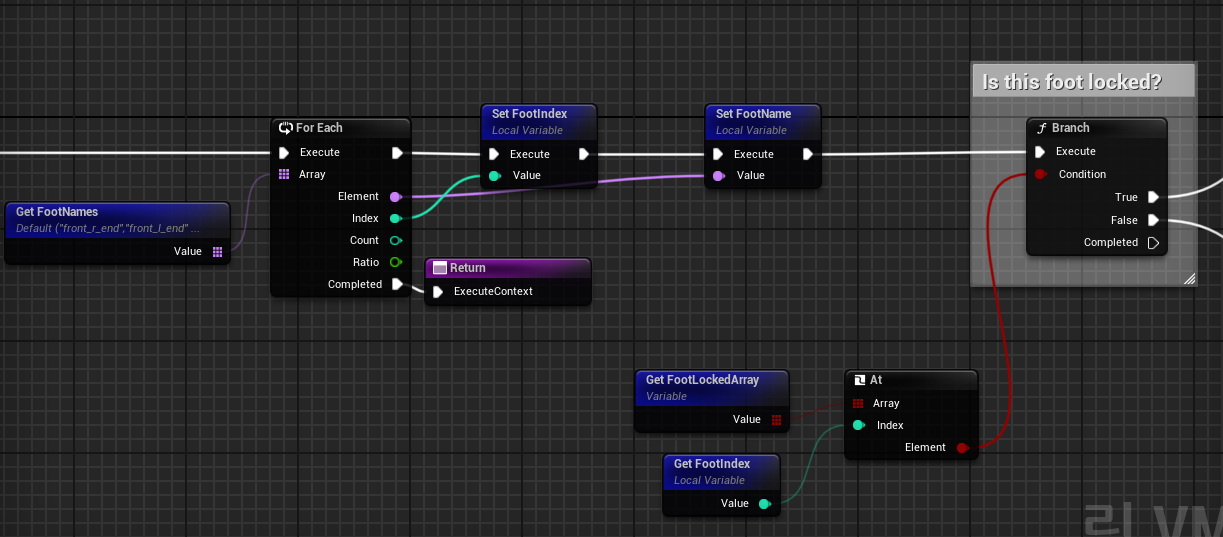 Is this foot locked?
Set FootIndex
Local Variable
Execute
Value
Set FootName
Local Variable
Execute
Value
For Each
Execute
Array
Element
Index
Count
Ratio
Completed
Branch
Execute
Condition
True
False
Completed
Get FootNames
Default ("front_r_end","front_l_end" ...
Value
Return
ExecuteContext
Get FootLockedArray
Variable
Value
At
Array
Index
Element
Get FootIndex
Local Variable
Value